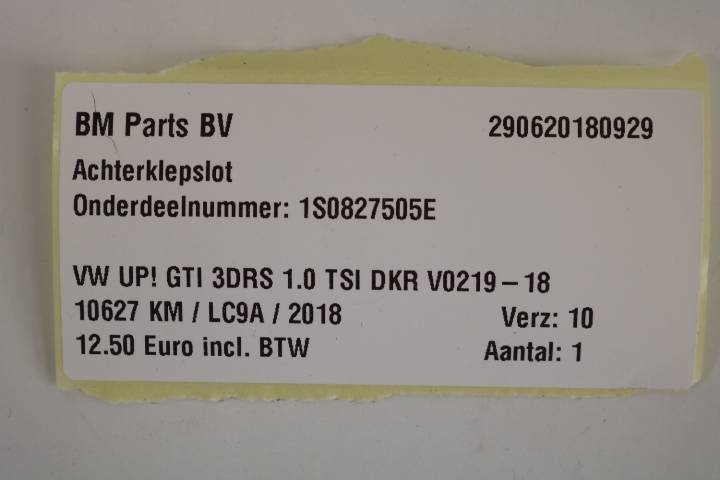 BM Parts BV 290620180929
Achterklepslot
Onderdeelnummer: 1S0827505E
VW UP! GTI 3DRS 1.0 TSI DKR V0219 – 18
10627 KM / LC9A / 2018 Verz: 10
12.50 Euro incl. BTW Aantal: 1